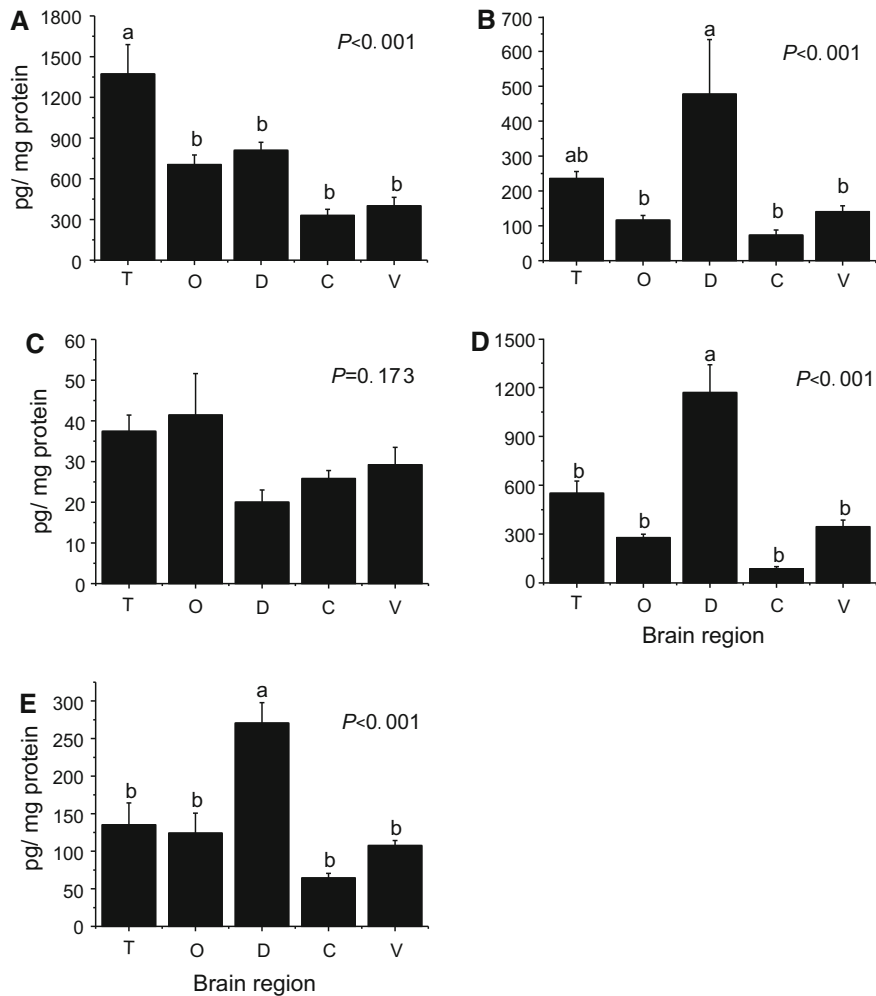 A
P<0.001
pg/ mg protein
1800
1500
1200
900
600
300
0
a
b
b
b
b
T O D C V
B
P<0.001
700
600
500
400
300
200
100
0
ab
b
a
b
b
T O D C V
C
P=0.173
pg/ mg protein
60
50
40
30
20
10
0
T O D C V
D
P<0.001
1500
1200
900
600
300
0
b
b
a
b
b
T O D C V
Brain region
E
P<0.001
pg/ mg protein
300
250
200
150
100
50
0
b
b
a
b
b
T O D C V
Brain region